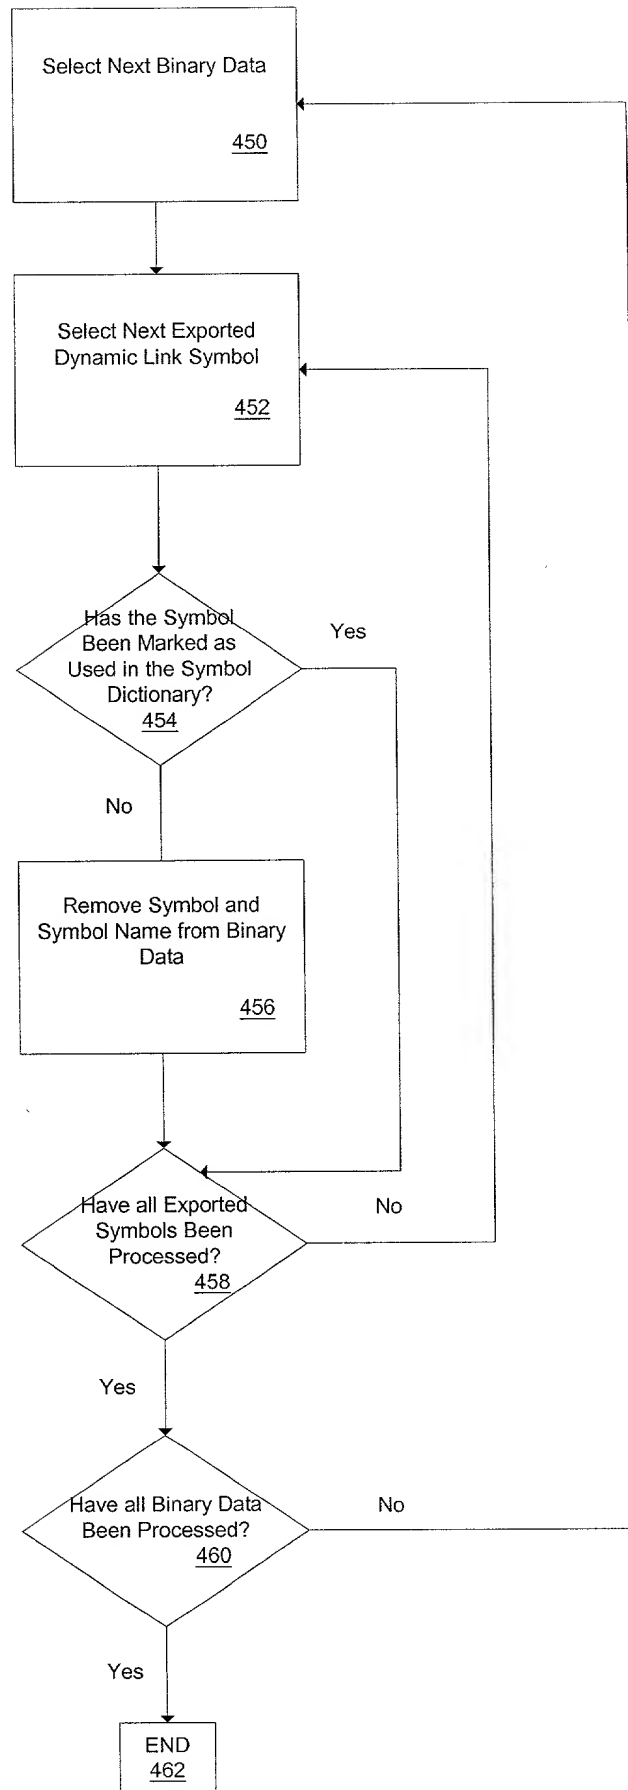 Select Next Binary Data
450
Select Next Exported
Dynamic Link Symbol
452
Has the Symbol
Been Marked as
Used in the Symbol
Dictionary?
454
Yes
No
Remove Symbol and
Symbol Name from Binary
Data
456
Have all Exported
Symbols Been
Processed?
458
No
Yes
Have all Binary Data
Been Processed?
460
No
Yes
END
462